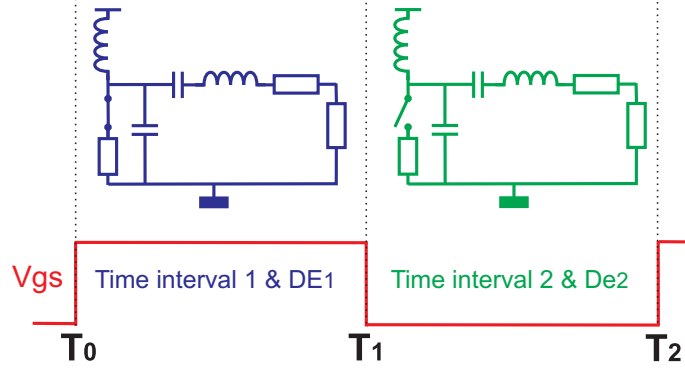 Vgs
Time interval 1 & DE1
Time interval 2 & De2
T0
T1
T2